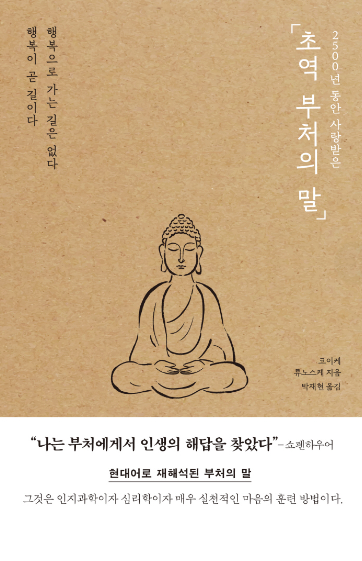 2500년 동안 사랑받은
「초역 부처의 말」
행복으로 가는 길은 없다
행복이 곧 길이다
코이케
류노스케 지음
박재현 옮김
“나는 부처에게서 인생의 해답을 찾았다” - 쇼펜하우어
현대어로 재해석된 부처의 말
그것은 인지과학이자 심리학이자 매우 실천적인 마음의 훈련 방법이다.